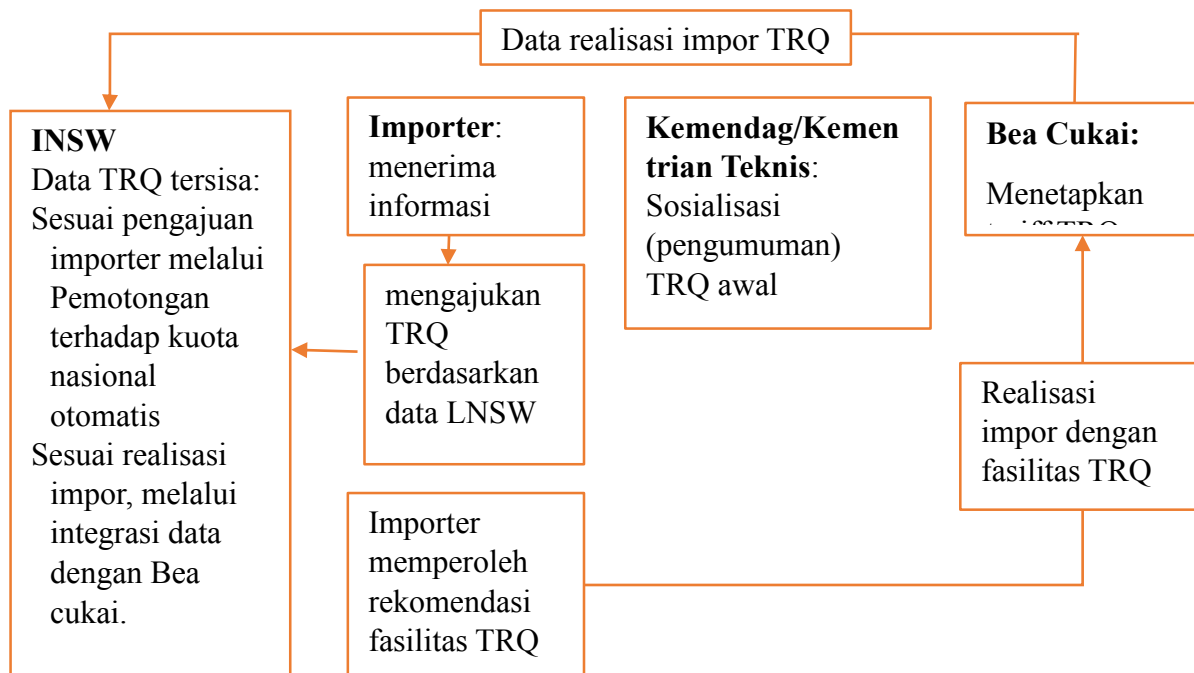 Data realisasi impor TRQ
INSW
Data TRQ tersisa:
Sesuai pengajuan
importer melalui
Pemotongan
terhadap kuota
nasional
otomatis
Sesuai realisasi
impor, melalui
integrasi data
dengan Bea
cukai.
Importer:
menerima
informasi
mengajukan
TRQ
berdasarkan
data LNSW
Importer
memperoleh
rekomendasi
fasilitas TRQ
Kemendag/Kemen
trian Teknis:
Sosialisasi
(pengumuman)
TRQ awal
Bea Cukai:
Menetapkan
Realisasi
impor dengan
fasilitas TRQ